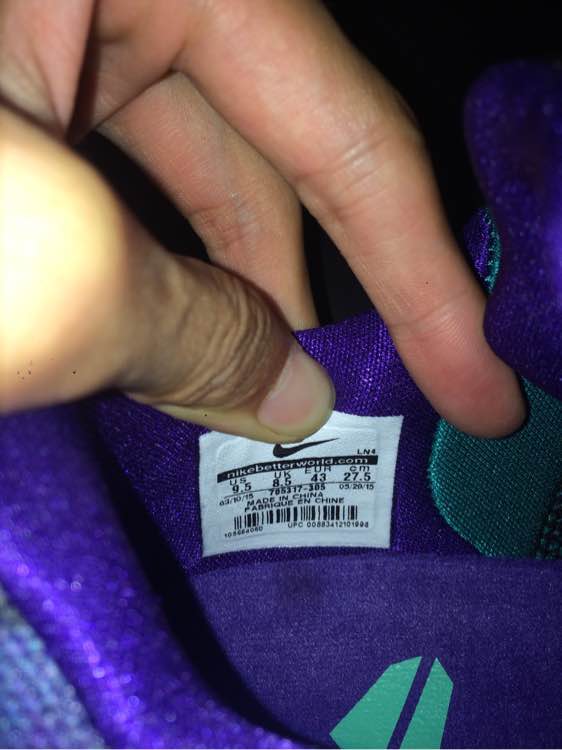 LN4
nikebetterworld.com
US UK EUR cm
9.5 8.5 43 27.5
03/10/15 705317-305 05/20/15
MADE IN CHINA
FABRIQUE EN CHINE
UPC 00883412101998